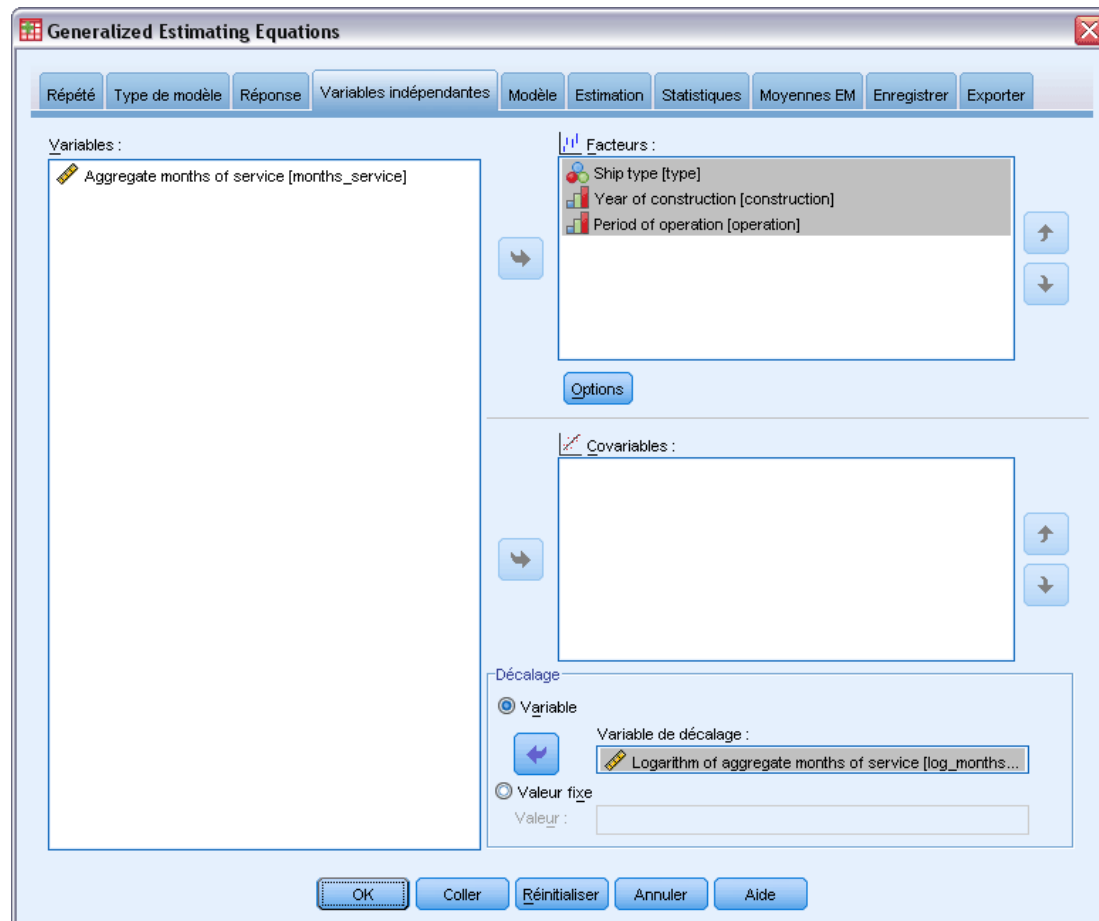 Generalized Estimating Equations
Répété Type de modèle Réponse Variables indépendantes Modèle Estimation Statistiques Moyennes EM Enregistrer Exporter
Variables :
Aggregate months of service [months_service]
Facteurs :
Ship type [type]
Year of construction [construction]
Period of operation [operation]
Options
Covariables :
Décalage
Variable
Variable de décalage :
Logarithm of aggregate months of service [log_months...
Valeur fixe
Valeur :
OK Coller Réinitialiser Annuler Aide